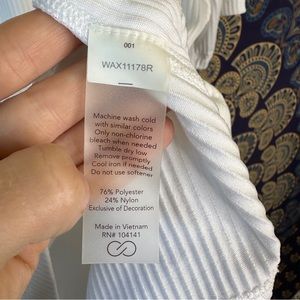 001
WAX11178R
Machine wash cold
with similar colors
Only non-chlorine
bleach when needed
Tumble dry low
Remove promptly
Cool iron if needed
Do not use softener
76% Polyester
24% Nylon
Exclusive of Decoration
Made in Vietnam
RN# 104141